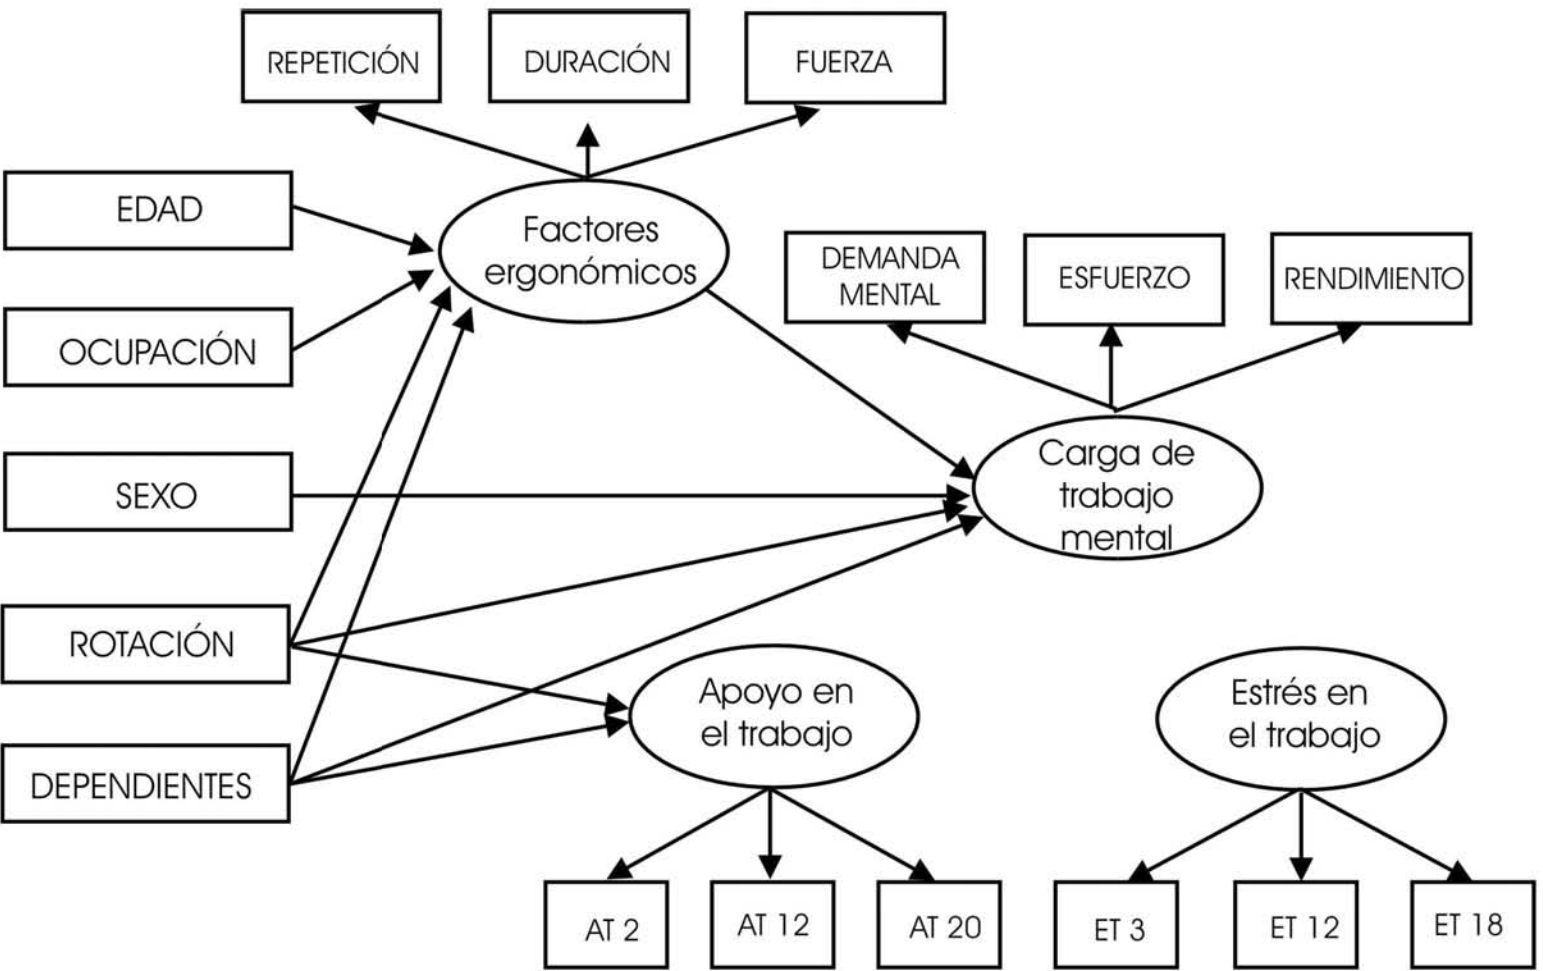 REPETICIÓN
DURACIÓN
FUERZA
EDAD
Factores
ergonómicos
DEMANDA
MENTAL
ESFUERZO
RENDIMIENTO
OCUPACIÓN
SEXO
Carga de
trabajo
mental
ROTACIÓN
Apoyo en
el trabajo
Estrés en
el trabajo
DEPENDIENTES
AT 2
AT 12
AT 20
ET 3
ET 12
ET 18